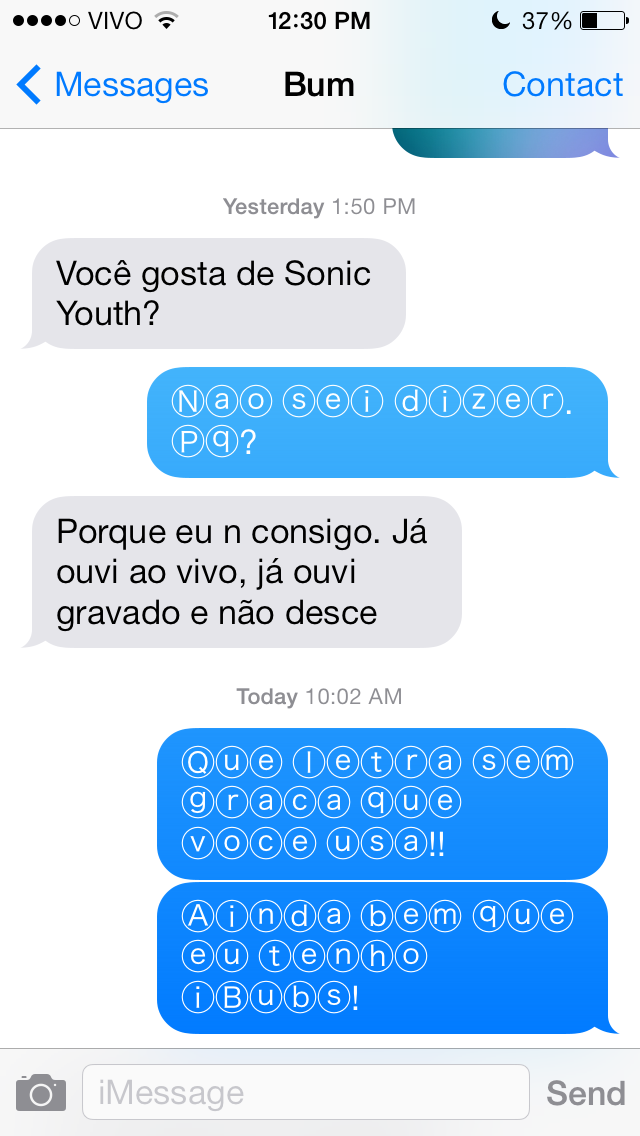 VIVO 12:30 PM 37%
Messages Bum Contact
Yesterday 1:50 PM
Você gosta de Sonic
Youth?
Ⓝⓐⓞ ⓢⓔⓘ ⓓⓘⓩⓔⓡ.
Ⓟⓠ?
Porque eu n consigo. Já
ouvi ao vivo, já ouvi
gravado e não desce
Today 10:02 AM
Ⓠⓤⓔ ⓛⓔⓣⓡⓐ ⓢⓔⓜ
ⓖⓡⓐⓒⓐ ⓠⓤⓔ
ⓥⓞⓒⓔ ⓤⓢⓐ!!
Ⓐⓘⓝⓓⓐ ⓑⓔⓜ ⓠⓤⓔ
ⓔⓤ ⓣⓔⓝⓗⓞ
ⓘⒷⓤⓑⓢ!
iMessage Send